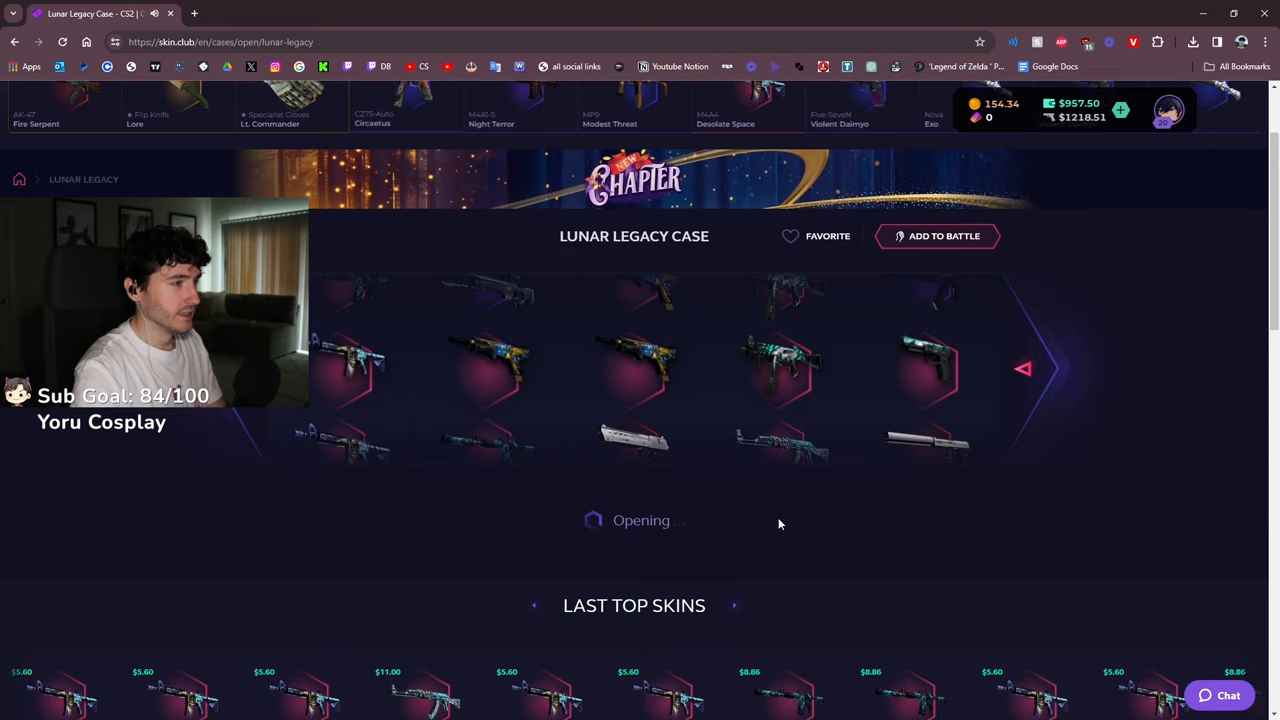 Lunar Legacy Case - CS2 | C
https://skin.club/en/cases/open/lunar-legacy
Apps
DB
CS
all social links
Youtube Notion
'Legend of Zelda ' P...
Google Docs
All Bookmarks
AK-47
Fire Serpent
★ Flip Knife
Lore
★ Specialist Gloves
Lt. Commander
CZ75-Auto
Circaetus
M4A1-S
Night Terror
MP9
Modest Threat
M4A4
Desolate Space
Five-SeveN
Violent Daimyo
Nova
Exo
154.34
$957.50
0
$1218.51
20
NEW
CHAPTER
LUNAR LEGACY
LUNAR LEGACY CASE
FAVORITE
ADD TO BATTLE
Sub Goal: 84/100
Yoru Cosplay
Opening ...
LAST TOP SKINS
$5.60
$5.60
$5.60
$11.00
$5.60
$5.60
$8.86
$8.86
$5.60
$5.60
$8.86
Chat